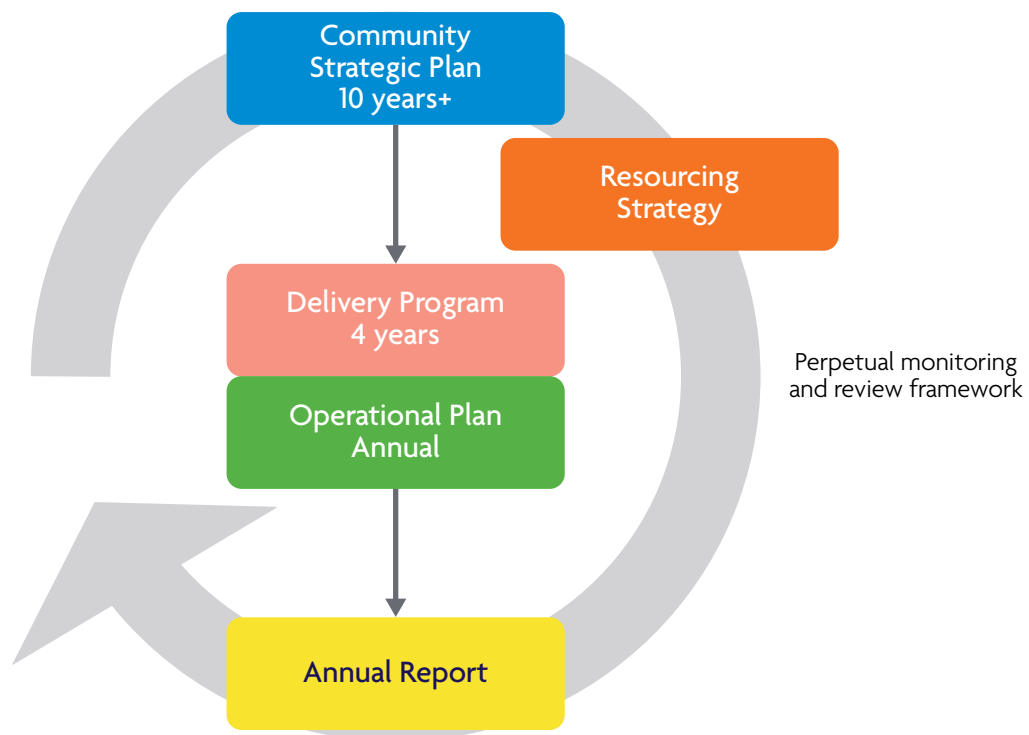 Community
Strategic Plan
10 years+
Resourcing
Strategy
Delivery Program
4 years
Perpetual monitoring
and review framework
Operational Plan
Annual
Annual Report